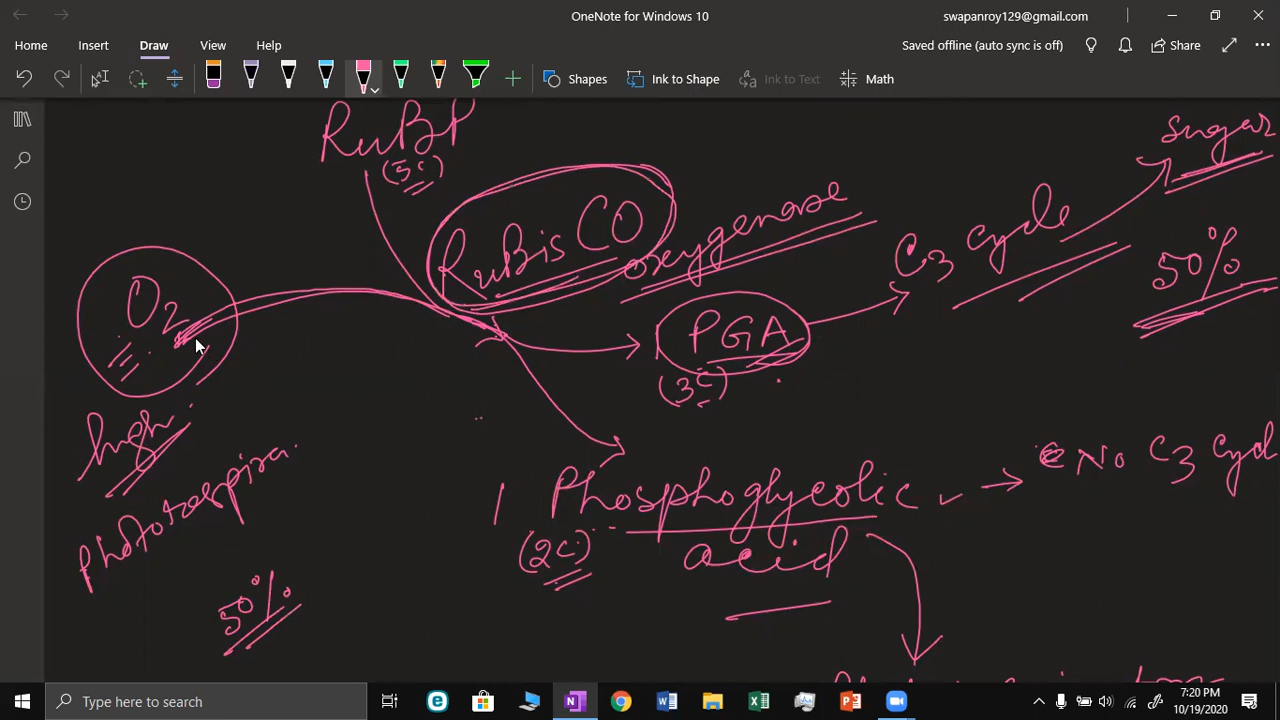 OneNote for Windows 10
swapanroy129@gmail.com
Home Insert Draw View Help
Saved offline (auto sync is off)
Share
Shapes
Ink to Shape
Ink to Text
Math
RuBP
(5C)
Sugar
RuBisCO
oxygenase
C3 cycle
50%
O2
PGA
(3C)
high
photorespira
No C3 Cycl
1 Phosphoglycolic
acid
(2C)
50%
Type here to search
7:20 PM
10/19/2020